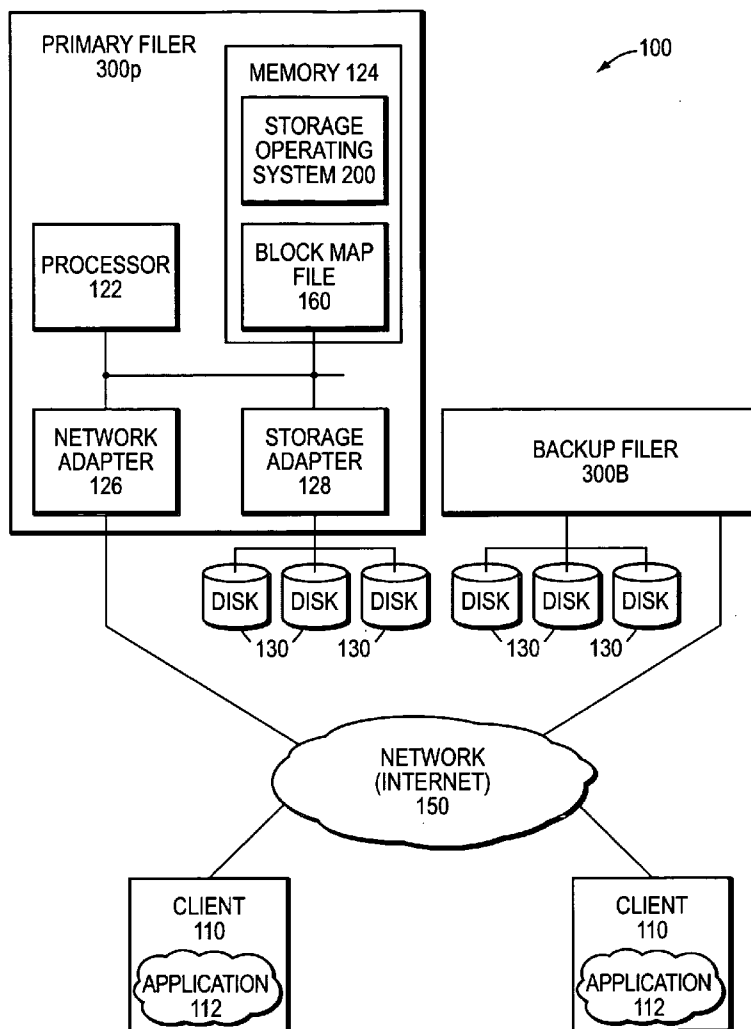 PRIMARY FILER
300p
MEMORY 124
100
STORAGE
OPERATING
SYSTEM 200
PROCESSOR
122
BLOCK MAP
FILE
160
NETWORK
ADAPTER
126
STORAGE
ADAPTER
128
BACKUP FILER
300B
DISK
DISK
DISK
DISK
DISK
DISK
130
130
130
130
NETWORK
(INTERNET)
150
CLIENT
110
APPLICATION
112
CLIENT
110
APPLICATION
112